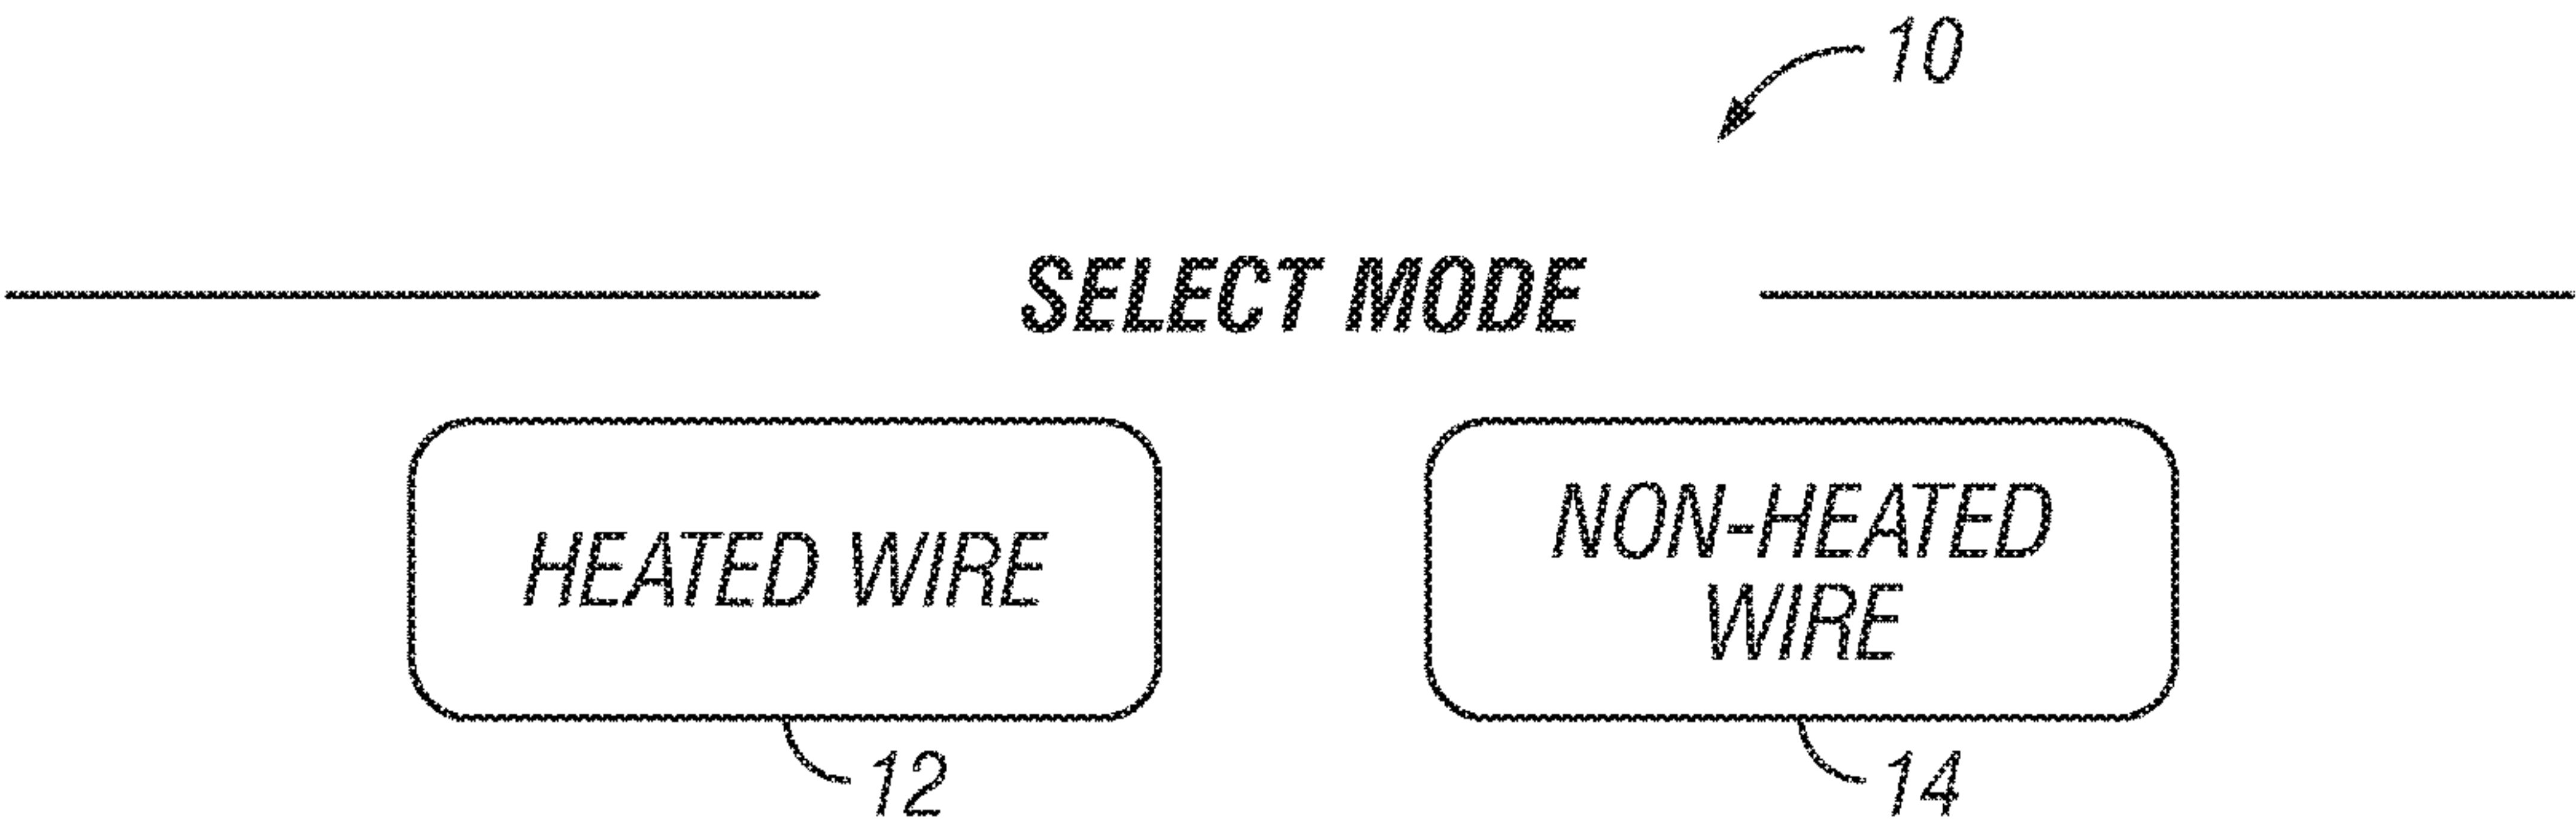 10
SELECT MODE
HEATED WIRE
NON-HEATED
WIRE
12
14